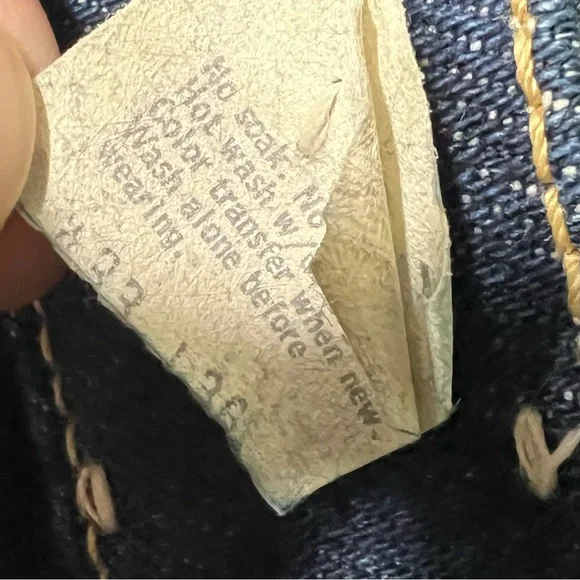 No soak. No
Hot wash w/
Color transfer when new.
Wash alone before
wearing.